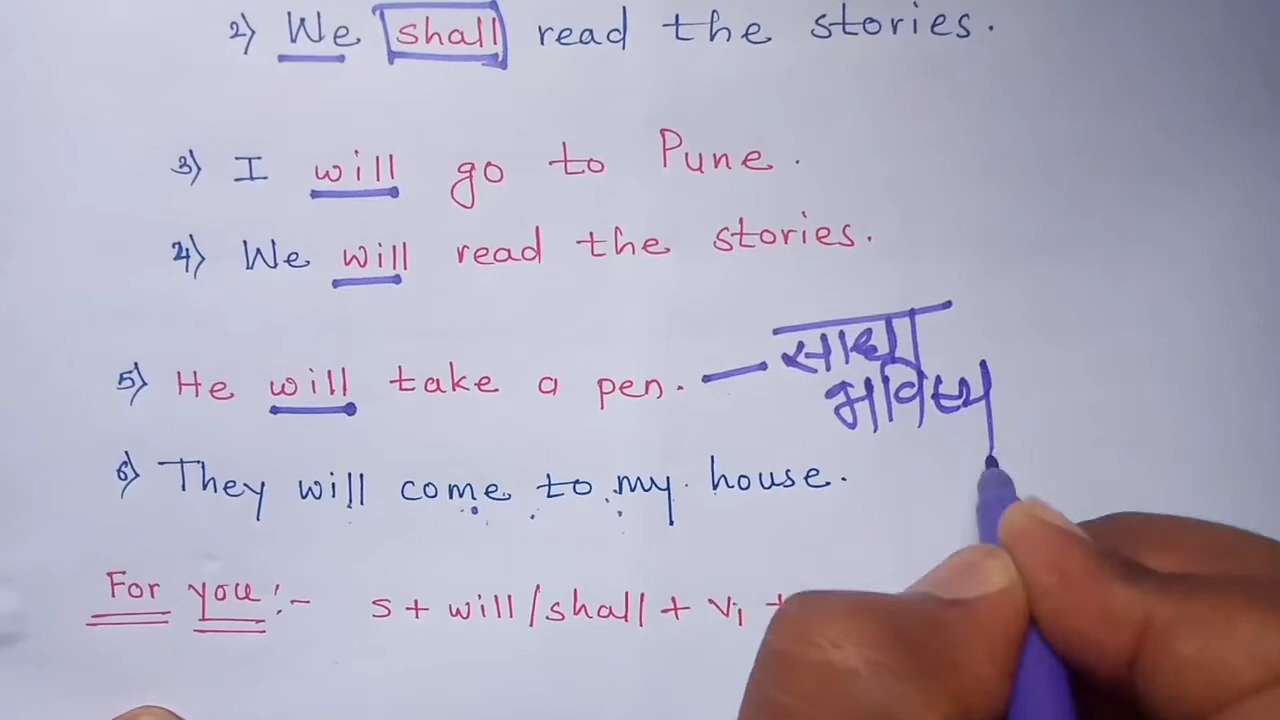 2) We shall read the stories.
3) I will go to Pune.
4) We will read the stories.
5) He will take a pen. — साधा
भविष्य
6) They will come to my house.
For you:- S + will/shall + V1 +